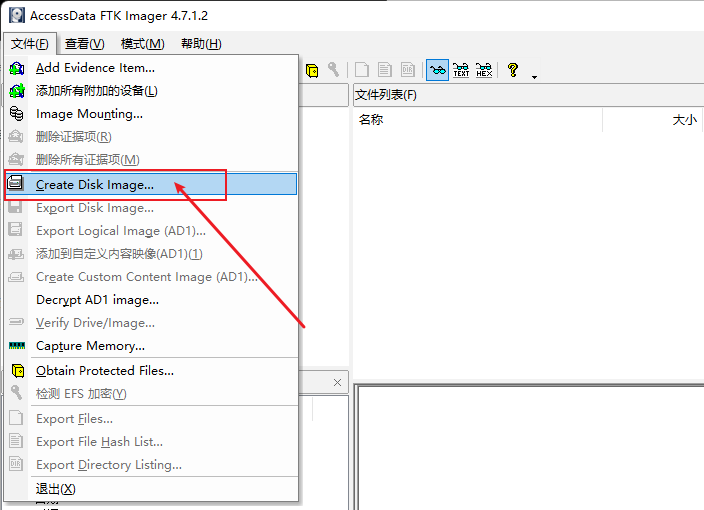 AccessData FTK Imager 4.7.1.2
文件(F) 查看(V) 模式(M) 帮助(H)
Add Evidence Item...
添加所有附加的设备(L)
Image Mounting...
删除证据项(R)
删除所有证据项(M)
Create Disk Image...
Export Disk Image...
Export Logical Image (AD1)...
添加到自定义内容映像(AD1)(1)
Create Custom Content Image (AD1)...
Decrypt AD1 image...
Verify Drive/Image...
Capture Memory...
Obtain Protected Files...
检测 EFS 加密(Y)
Export Files...
Export File Hash List...
Export Directory Listing...
退出(X)
DIR
TEXT
HEX
文件列表(F)
名称 大小